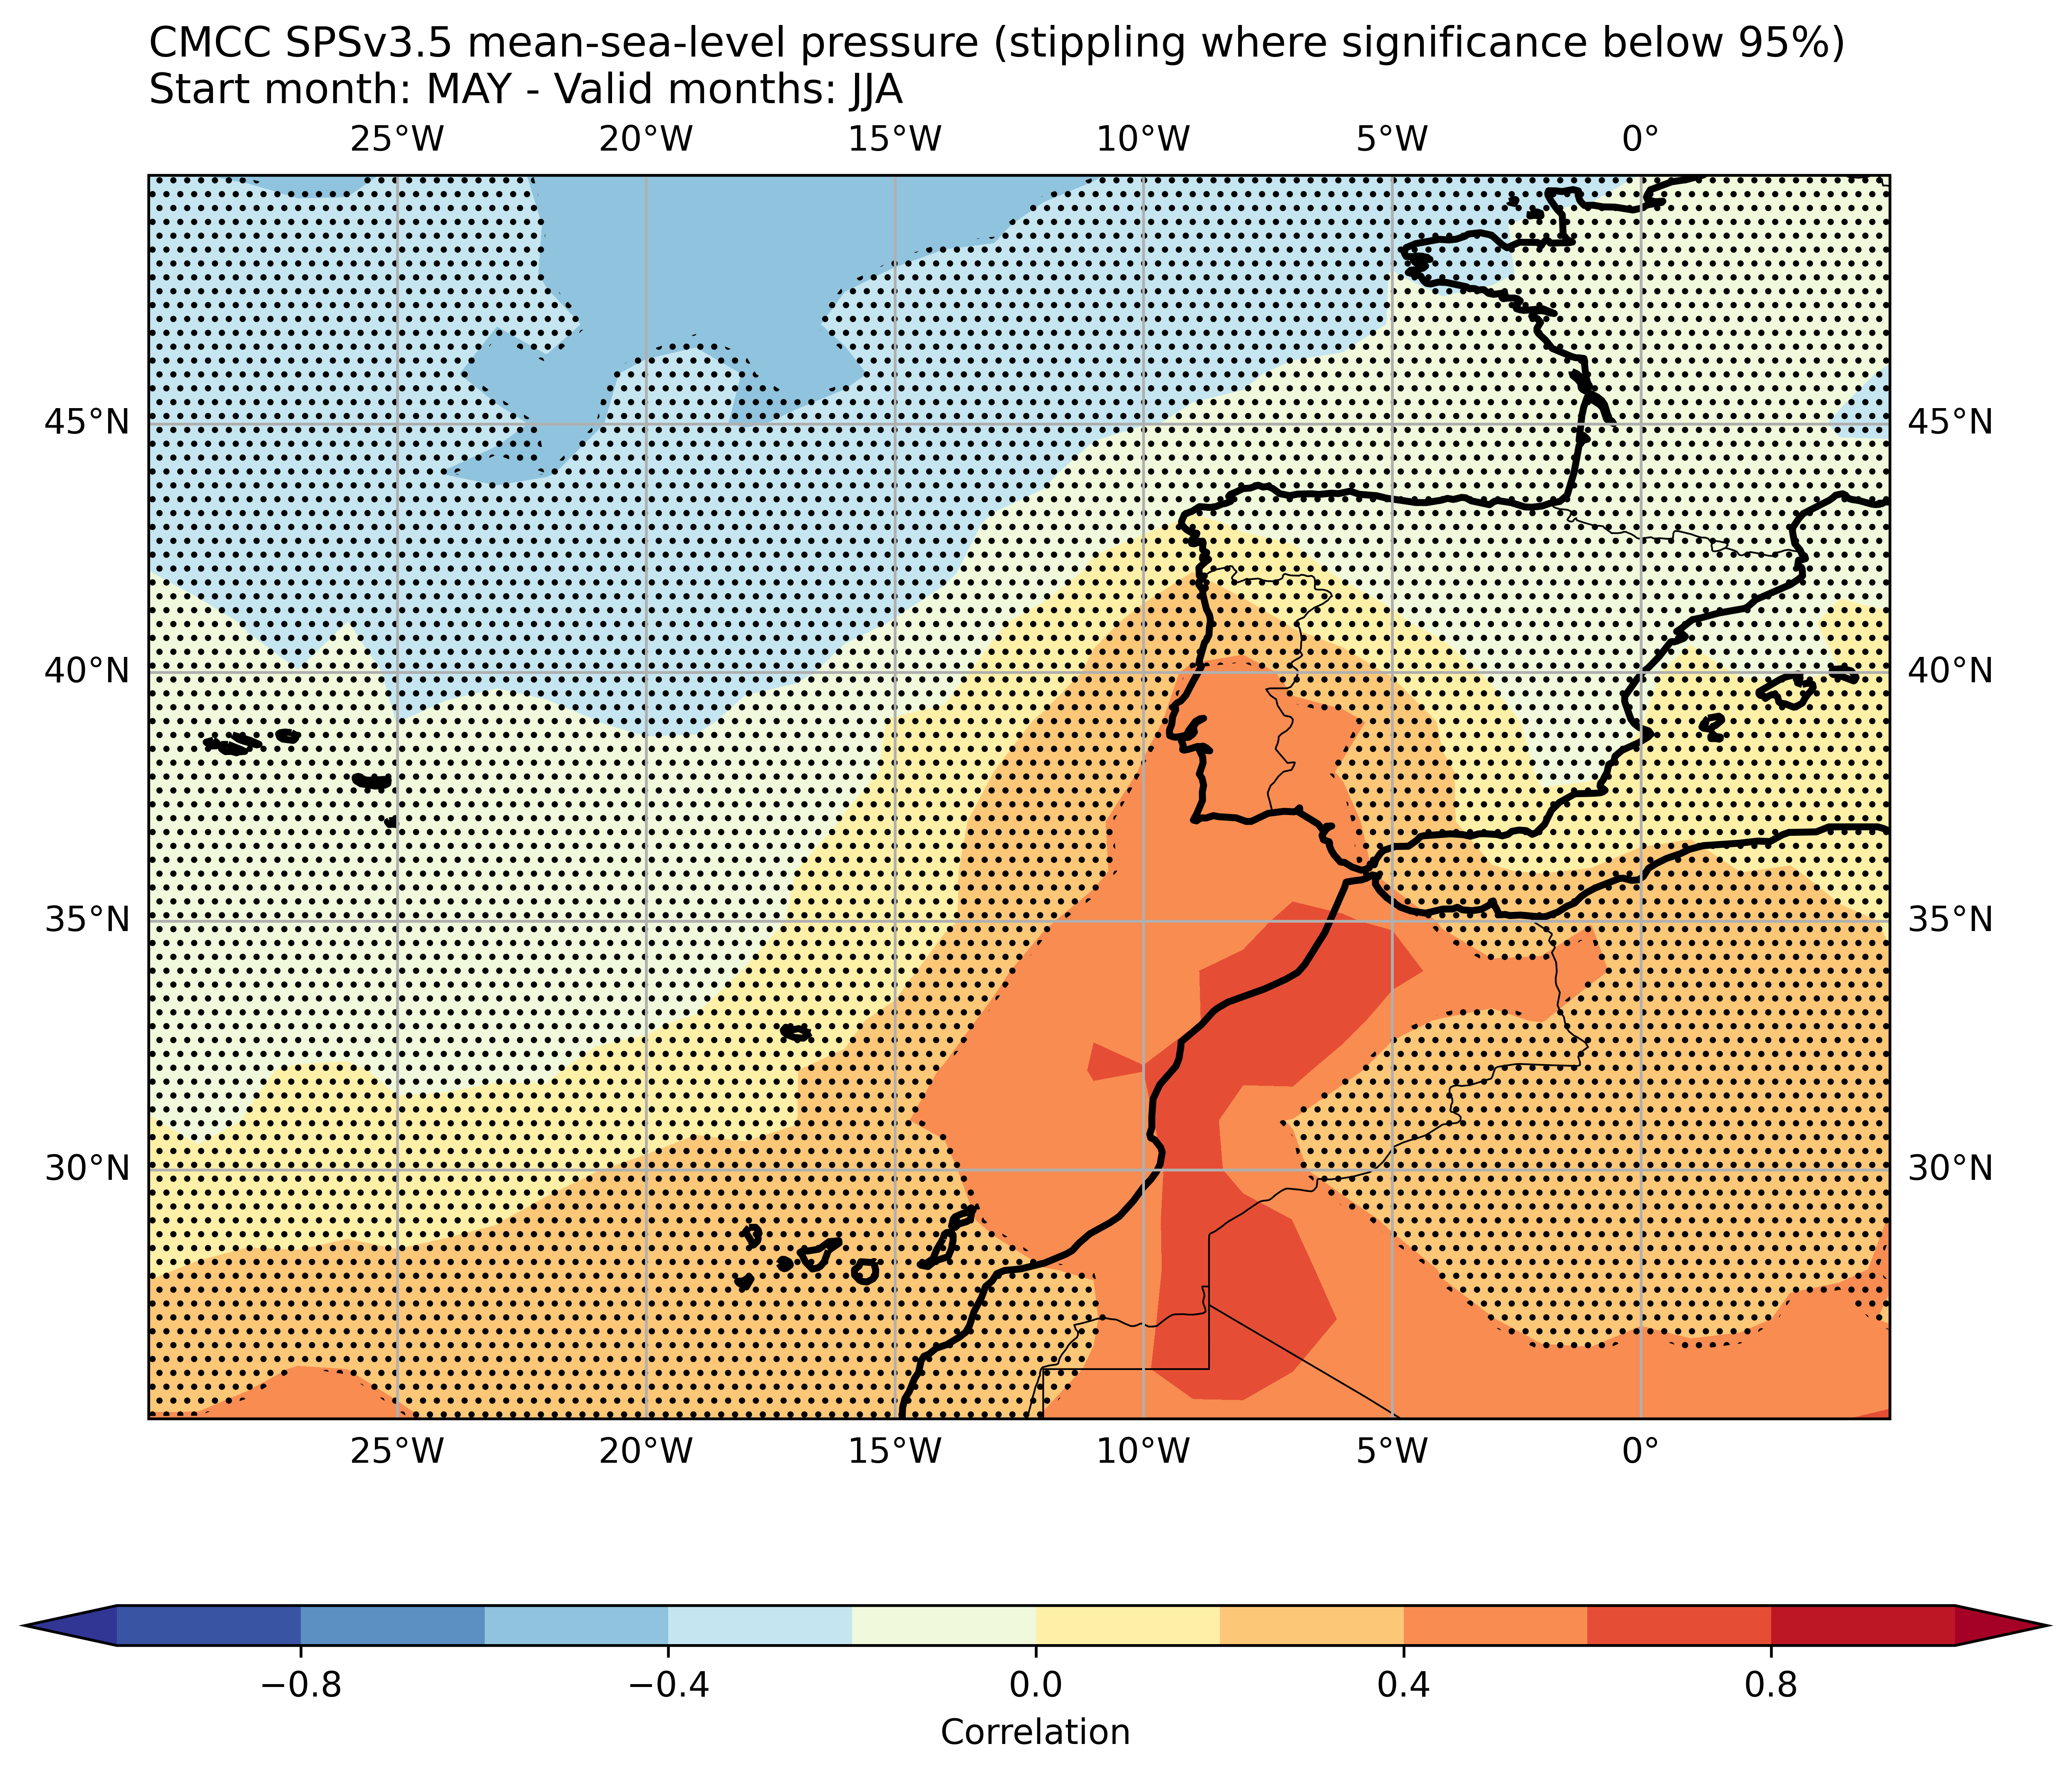 CMCC SPSv3.5 mean-sea-level pressure (stippling where significance below 95%)
Start month: MAY - Valid months: JJA
25°W 20°W 15°W 10°W 5°W 0°
45°N 45°N
40°N 40°N
35°N 35°N
30°N 30°N
25°W 20°W 15°W 10°W 5°W 0°
−0.8 −0.4 0.0 0.4 0.8
Correlation